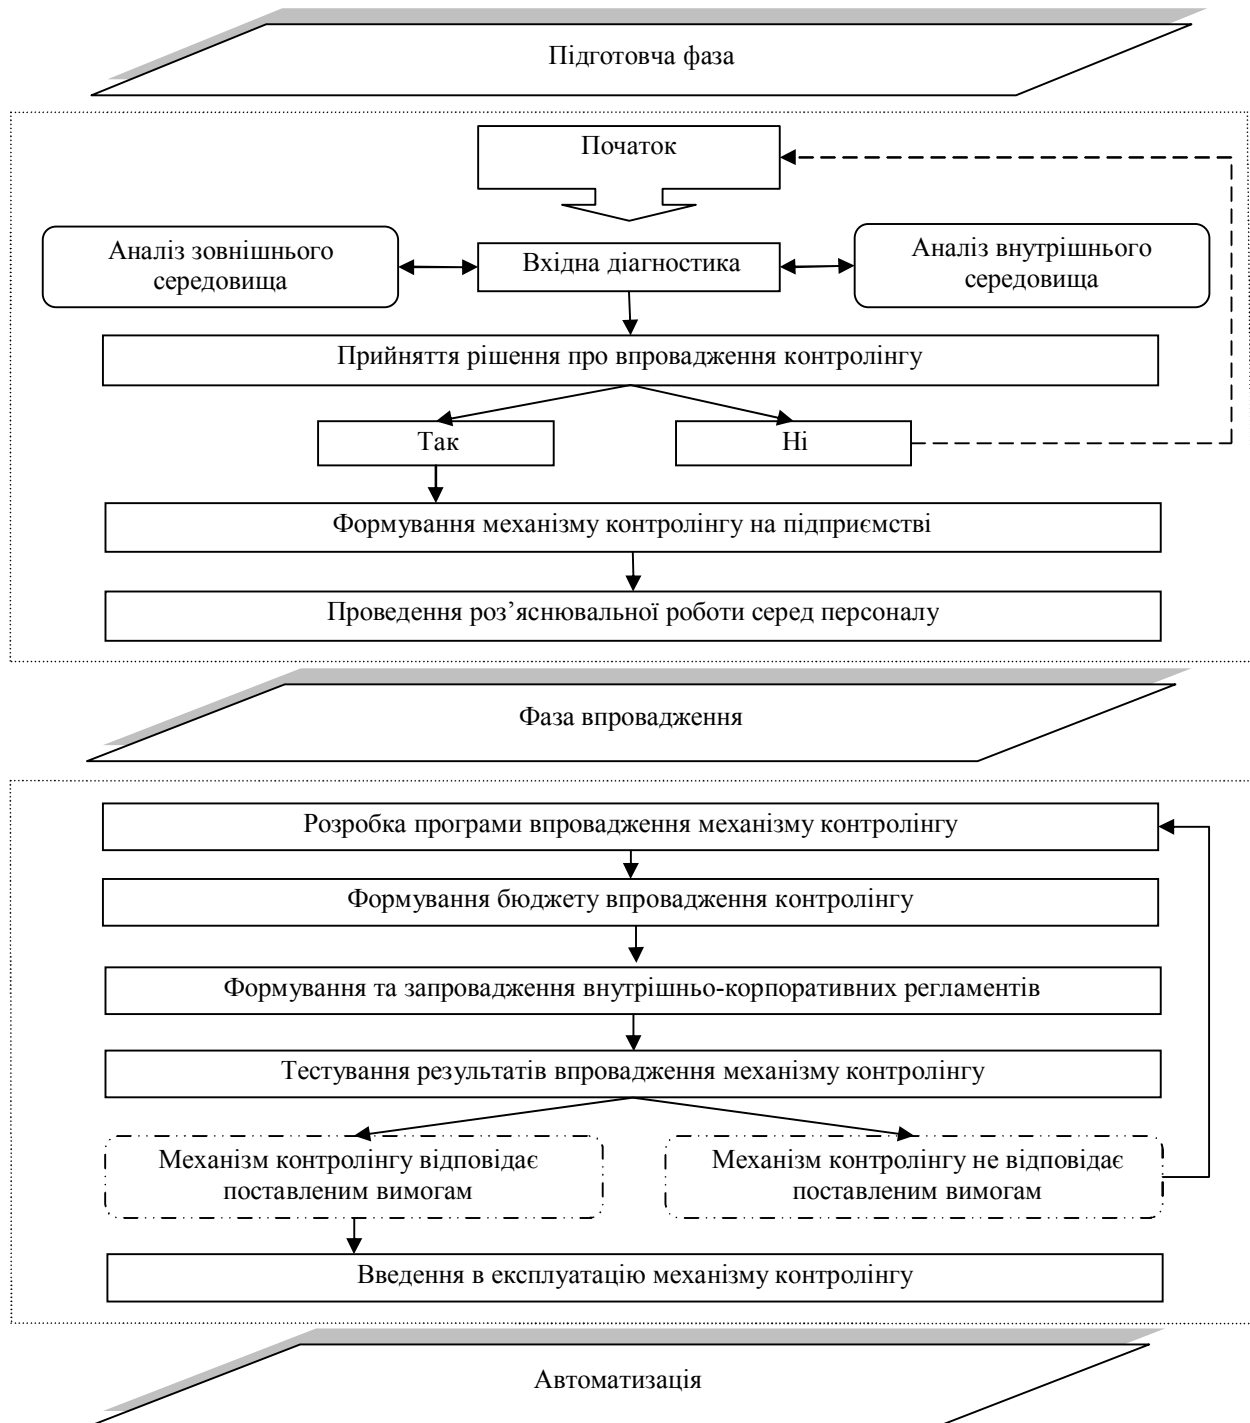 Підготовча фаза
Початок
Аналіз зовнішнього
середовища
Вхідна діагностика
Аналіз внутрішнього
середовища
Прийняття рішення про впровадження контролінгу
Так
Ні
Формування механізму контролінгу на підприємстві
Проведення роз’яснювальної роботи серед персоналу
Фаза впровадження
Розробка програми впровадження механізму контролінгу
Формування бюджету впровадження контролінгу
Формування та запровадження внутрішньо-корпоративних регламентів
Тестування результатів впровадження механізму контролінгу
Механізм контролінгу відповідає
поставленим вимогам
Механізм контролінгу не відповідає
поставленим вимогам
Введення в експлуатацію механізму контролінгу
Автоматизація